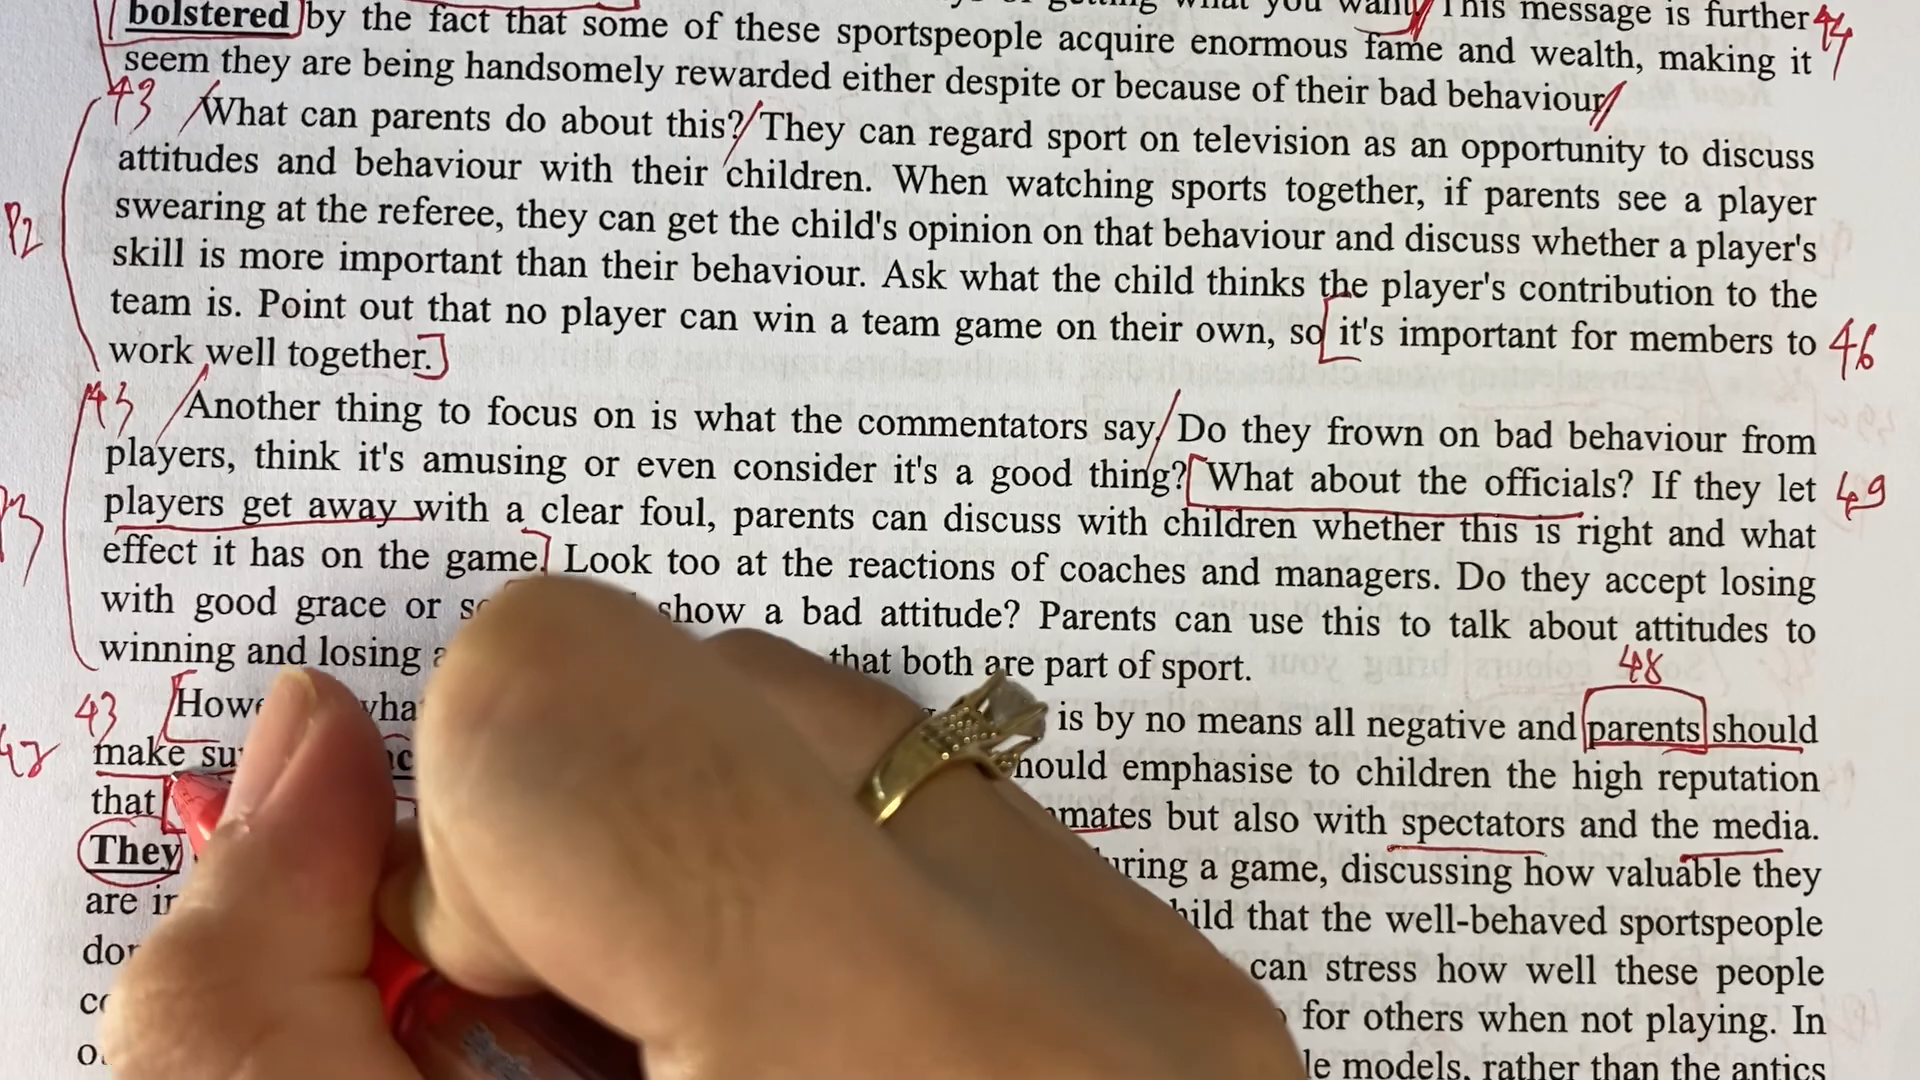 what you want. This message is further 44
bolstered by the fact that some of these sportspeople acquire enormous fame and wealth, making it
seem they are being handsomely rewarded either despite or because of their bad behaviour
43 What can parents do about this? They can regard sport on television as an opportunity to discuss
attitudes and behaviour with their children. When watching sports together, if parents see a player
P2 swearing at the referee, they can get the child's opinion on that behaviour and discuss whether a player's
skill is more important than their behaviour. Ask what the child thinks the player's contribution to the
team is. Point out that no player can win a team game on their own, so it's important for members to 46
work well together.
43 Another thing to focus on is what the commentators say. Do they frown on bad behaviour from
players, think it's amusing or even consider it's a good thing? What about the officials? If they let 49
players get away with a clear foul, parents can discuss with children whether this is right and what
effect it has on the game. Look too at the reactions of coaches and managers. Do they accept losing
with good grace or show a bad attitude? Parents can use this to talk about attitudes to
winning and losing that both are part of sport.
48
43 is by no means all negative and parents should
make
that should emphasise to children the high reputation
but also with spectators and the media.
They a game, discussing how valuable they
are that the well-behaved sportspeople
can stress how well these people
for others when not playing. In
models, rather than the antics